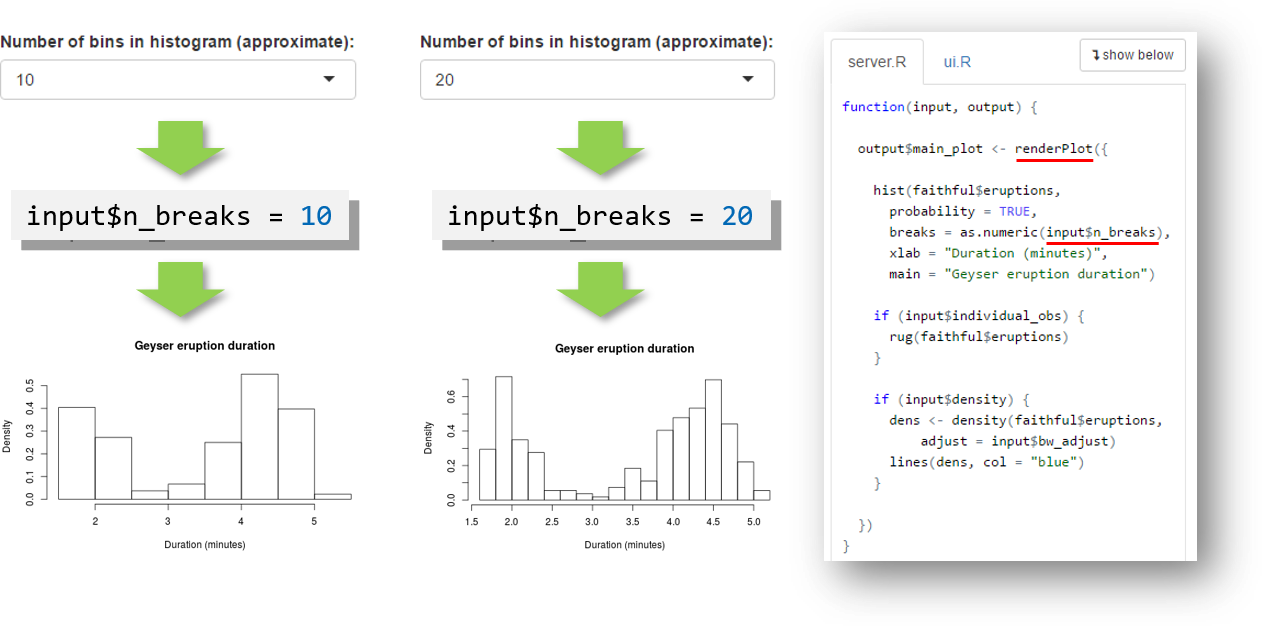 Number of bins in histogram (approximate):
10
input$n_breaks = 10
Geyser eruption duration
Density
0.0 0.1 0.2 0.3 0.4 0.5
2 3 4 5
Duration (minutes)
Number of bins in histogram (approximate):
20
input$n_breaks = 20
Geyser eruption duration
Density
0.0 0.2 0.4 0.6
1.5 2.0 2.5 3.0 3.5 4.0 4.5 5.0
Duration (minutes)
server.R ui.R show below
function(input, output) {
output$main_plot <- renderPlot({
hist(faithful$eruptions,
probability = TRUE,
breaks = as.numeric(input$n_breaks),
xlab = "Duration (minutes)",
main = "Geyser eruption duration")
if (input$individual_obs) {
rug(faithful$eruptions)
}
if (input$density) {
dens <- density(faithful$eruptions,
adjust = input$bw_adjust)
lines(dens, col = "blue")
}
})
}